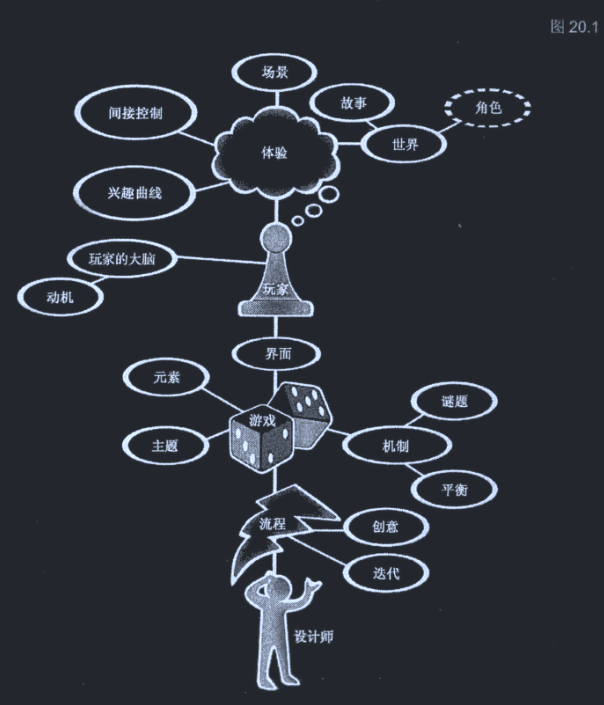 图 20.1
场景
间接控制
故事
角色
体验
世界
兴趣曲线
玩家的大脑
动机
玩家
界面
元素
谜题
游戏
主题
机制
平衡
流程
创意
迭代
设计师